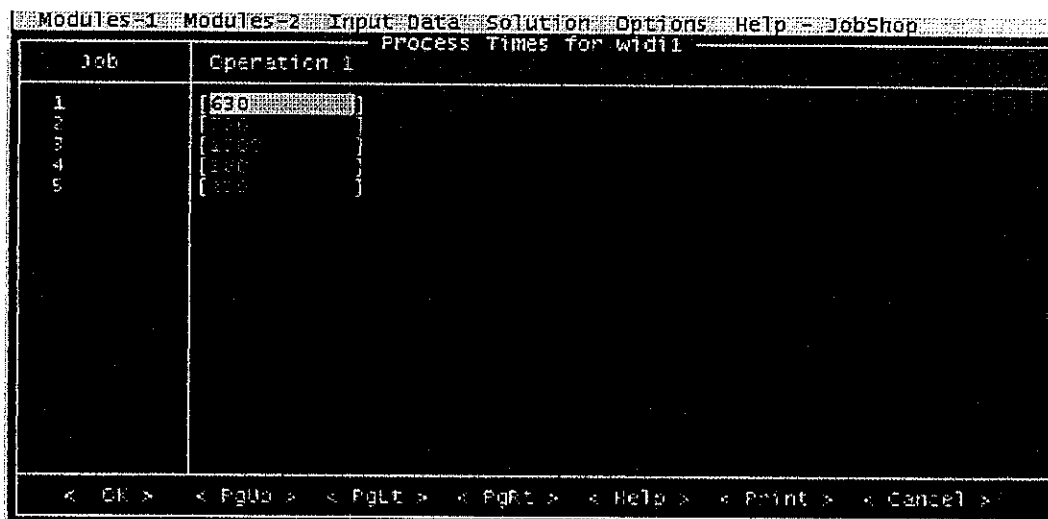 Modules-1 Modules-2 Input Data Solution Options Help - JobShop
Process Times for widi1
Job Operation 1
1 [630 ]
2 [ ]
3 [ ]
4 [ ]
5 [ ]
< OK > < PgUp > < PgLt > < PgRt > < Help > < Print > < Cancel >